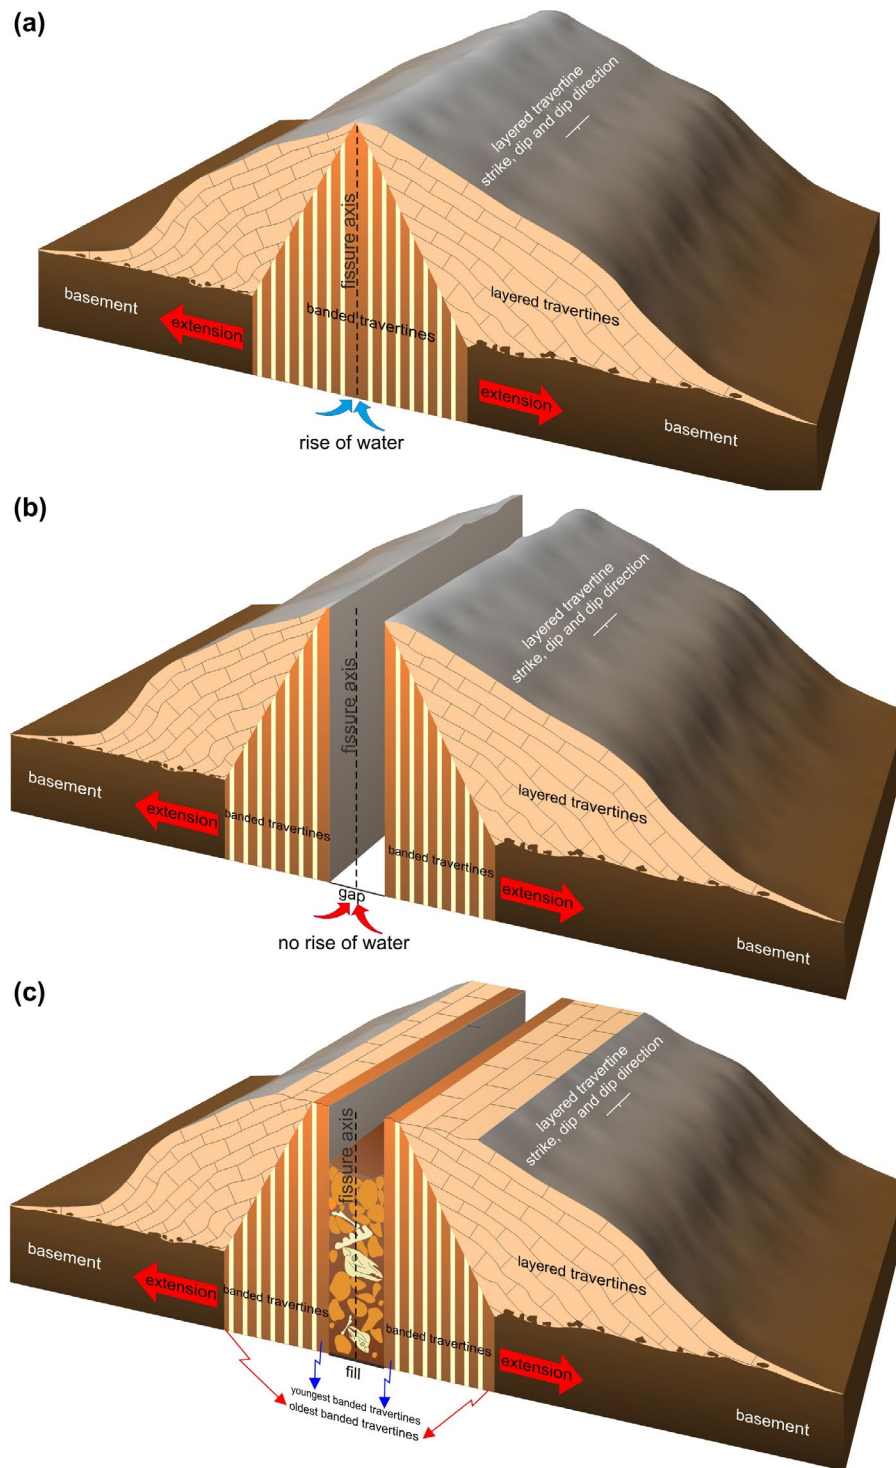 (a)
layered travertine
strike, dip and dip direction
fissure axis
basement
extension
banded travertines
layered travertines
extension
basement
rise of water
(b)
layered travertine
strike, dip and dip direction
fissure axis
basement
extension
banded travertines
layered travertines
banded travertines
extension
basement
gap
no rise of water
(c)
layered travertine
strike, dip and dip direction
fissure axis
basement
extension
banded travertines
layered travertines
banded travertines
extension
basement
fill
youngest banded travertines
oldest banded travertines